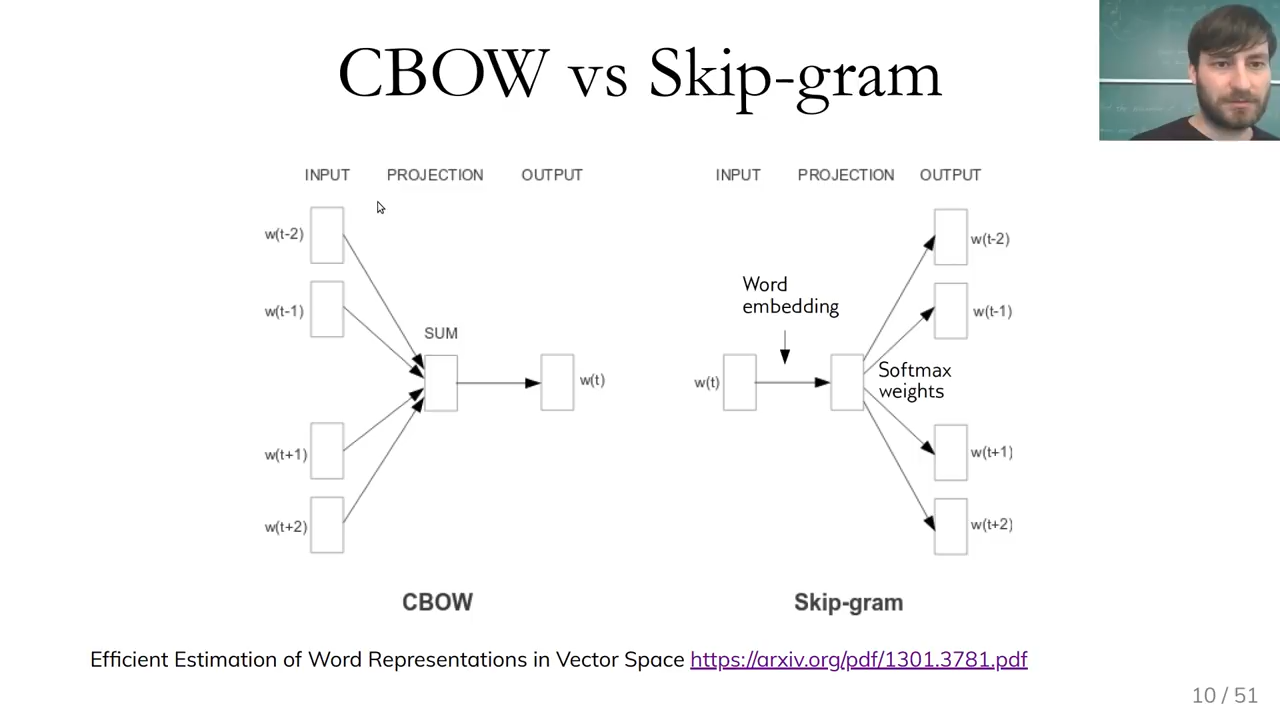 CBOW vs Skip-gram
INPUT PROJECTION OUTPUT
w(t-2)
w(t-1)
SUM
w(t)
w(t+1)
w(t+2)
CBOW
INPUT PROJECTION OUTPUT
w(t-2)
Word
embedding
w(t-1)
Softmax
weights
w(t)
w(t+1)
w(t+2)
Skip-gram
Efficient Estimation of Word Representations in Vector Space https://arxiv.org/pdf/1301.3781.pdf
10 / 51